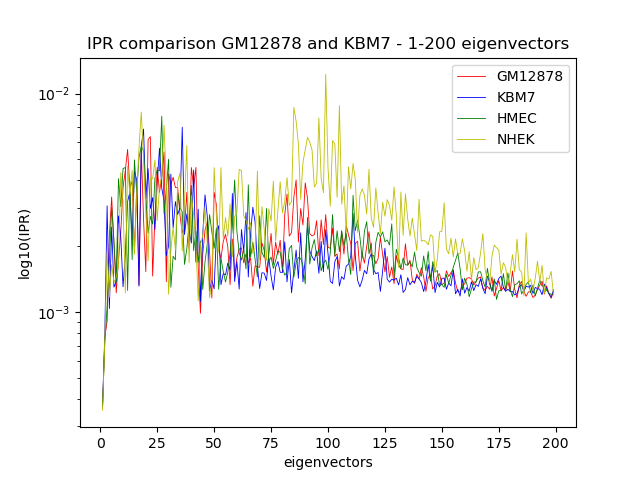 IPR comparison GM12878 and KBM7 - 1-200 eigenvectors
GM12878
KBM7
HMEC
NHEK
log10(IPR)
10⁻²
10⁻³
0 25 50 75 100 125 150 175 200
eigenvectors